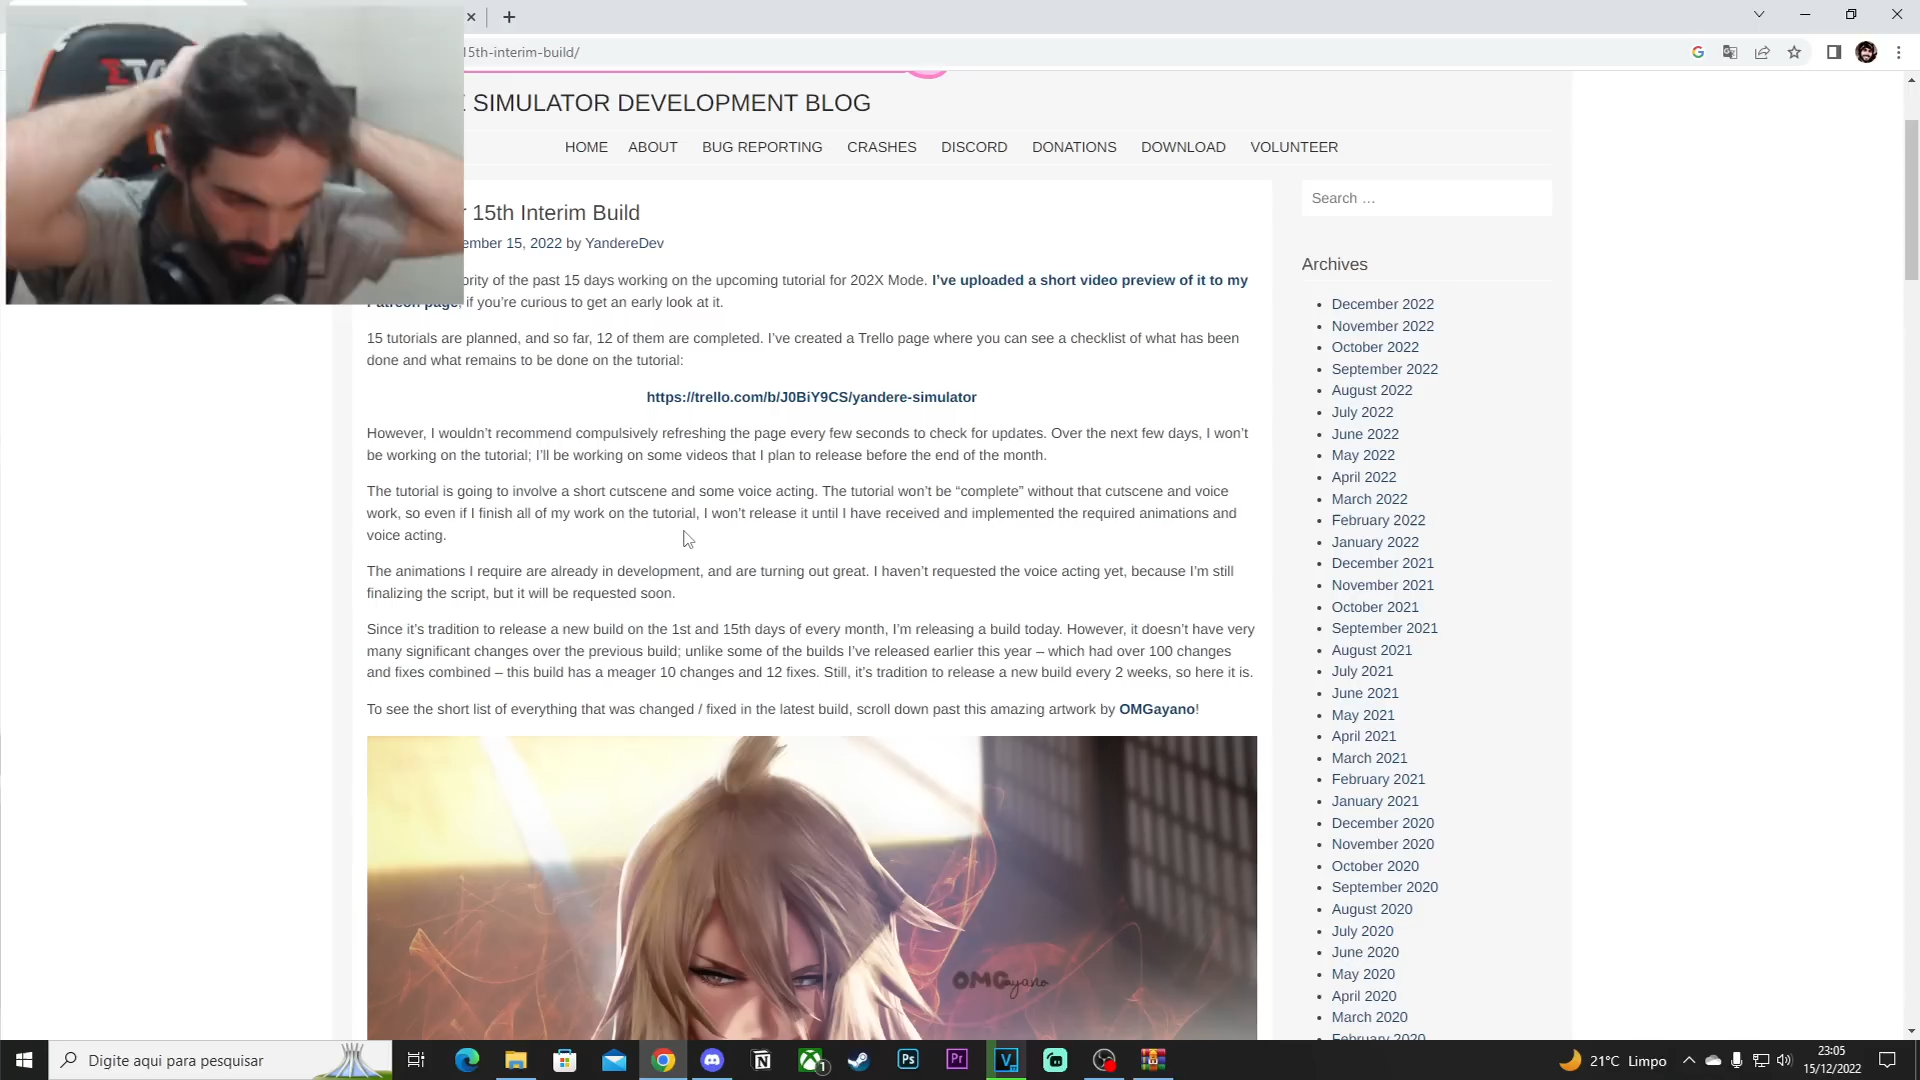 15th-interim-build/
SIMULATOR DEVELOPMENT BLOG
HOME ABOUT BUG REPORTING CRASHES DISCORD DONATIONS DOWNLOAD VOLUNTEER
15th Interim Build
15, 2022 by YandereDev
of the past 15 days working on the upcoming tutorial for 202X Mode. I’ve uploaded a short video preview of it to my
Patreon page, if you’re curious to get an early look at it.
15 tutorials are planned, and so far, 12 of them are completed. I’ve created a Trello page where you can see a checklist of what has been
done and what remains to be done on the tutorial:
https://trello.com/b/J0BiY9CS/yandere-simulator
However, I wouldn’t recommend compulsively refreshing the page every few seconds to check for updates. Over the next few days, I won’t
be working on the tutorial; I’ll be working on some videos that I plan to release before the end of the month.
The tutorial is going to involve a short cutscene and some voice acting. The tutorial won’t be “complete” without that cutscene and voice
work, so even if I finish all of my work on the tutorial, I won’t release it until I have received and implemented the required animations and
voice acting.
The animations I require are already in development, and are turning out great. I haven’t requested the voice acting yet, because I’m still
finalizing the script, but it will be requested soon.
Since it’s tradition to release a new build on the 1st and 15th days of every month, I’m releasing a build today. However, it doesn’t have very
many significant changes over the previous build; unlike some of the builds I’ve released earlier this year – which had over 100 changes
and fixes combined – this build has a meager 10 changes and 12 fixes. Still, it’s tradition to release a new build every 2 weeks, so here it is.
To see the short list of everything that was changed / fixed in the latest build, scroll down past this amazing artwork by OMGayano!
OMGayano
Search …
Archives
December 2022
November 2022
October 2022
September 2022
August 2022
July 2022
June 2022
May 2022
April 2022
March 2022
February 2022
January 2022
December 2021
November 2021
October 2021
September 2021
August 2021
July 2021
June 2021
May 2021
April 2021
March 2021
February 2021
January 2021
December 2020
November 2020
October 2020
September 2020
August 2020
July 2020
June 2020
May 2020
April 2020
March 2020
February 2020
Digite aqui para pesquisar
1
Ps
Pr
V
21°C Limpo
23:05
15/12/2022